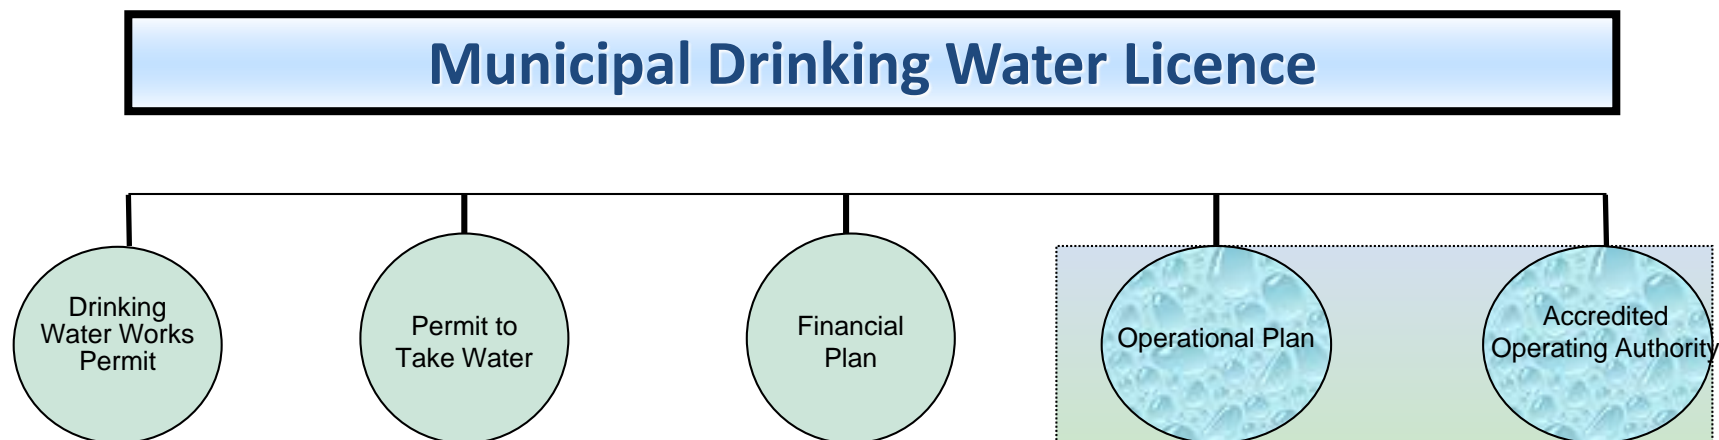 Municipal Drinking Water Licence
Drinking
Water Works
Permit
Permit to
Take Water
Financial
Plan
Operational Plan
Accredited
Operating Authority